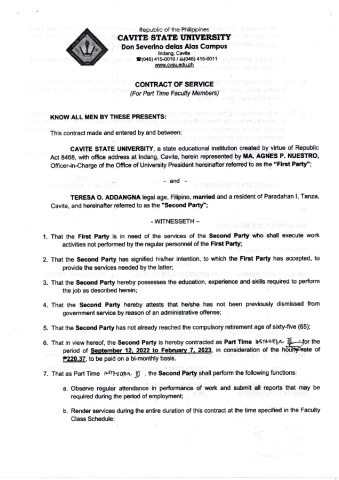 Republic of the Philippines
CAVITE STATE UNIVERSITY
Don Severino delas Alas Campus
Indang, Cavite
☎(046) 415-0010 / (046) 415-0011
www.cvsu.edu.ph
CONTRACT OF SERVICE
(For Part Time Faculty Members)
KNOW ALL MEN BY THESE PRESENTS:
This contract made and entered by and between:
CAVITE STATE UNIVERSITY, a state educational institution created by virtue of Republic
Act 8468, with office address at Indang, Cavite, herein represented by MA. AGNES P. NUESTRO,
Officer-in-Charge of the Office of University President hereinafter referred to as the "First Party";
- and -
TERESA O. ADDANGNA legal age, Filipino, married and a resident of Paradahan I, Tanza,
Cavite, and hereinafter referred to as the "Second Party";
- WITNESSETH –
1. That the First Party is in need of the services of the Second Party who shall execute work
activities not performed by the regular personnel of the First Party;
2. That the Second Party has signified his/her intention, to which the First Party has accepted, to
provide the services needed by the latter;
3. That the Second Party hereby possesses the education, experience and skills required to perform
the job as described herein;
4. That the Second Party hereby attests that he/she has not been previously dismissed from
government service by reason of an administrative offense;
5. That the Second Party has not already reached the compulsory retirement age of sixty-five (65);
6. That in view hereof, the Second Party is hereby contracted as Part Time II for the
period of September 12, 2022 to February 7, 2023, in consideration of the hourly rate of
₱220.37, to be paid on a bi-monthly basis.
7. That as Part Time II, the Second Party shall perform the following functions:
a. Observe regular attendance in performance of work and submit all reports that may be
required during the period of employment;
b. Render services during the entire duration of this contract at the time specified in the Faculty
Class Schedule;